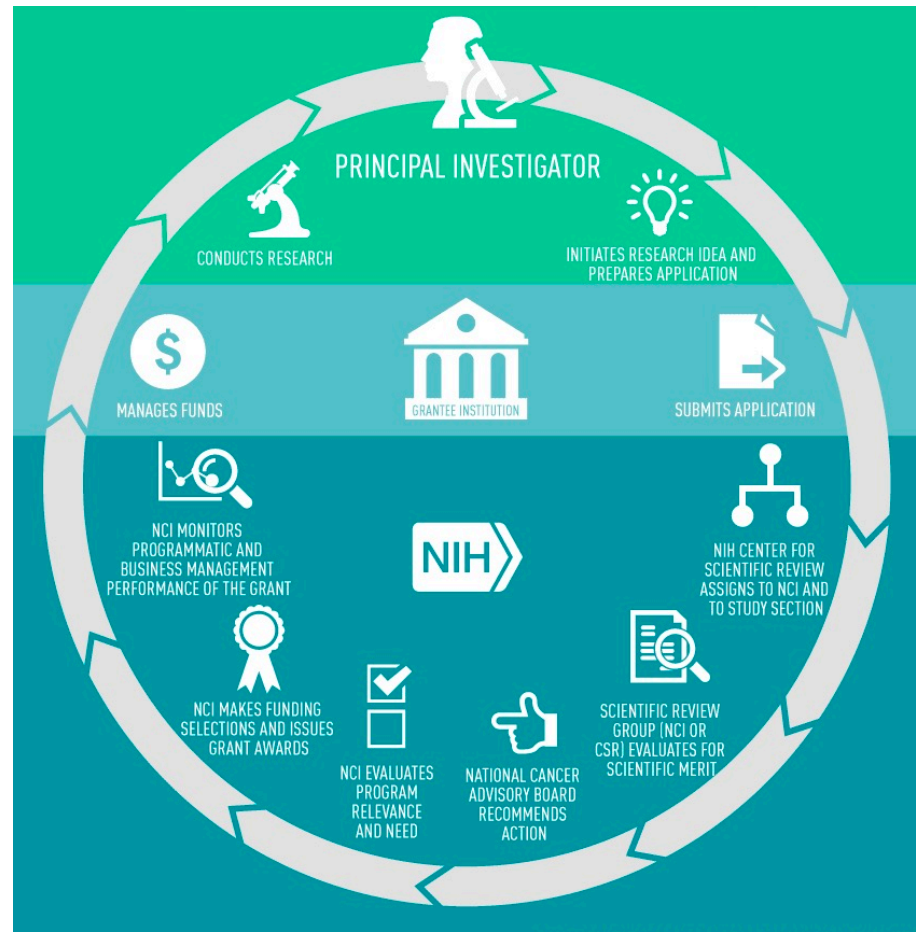 PRINCIPAL INVESTIGATOR
CONDUCTS RESEARCH
INITIATES RESEARCH IDEA AND
PREPARES APPLICATION
$
MANAGES FUNDS
GRANTEE INSTITUTION
SUBMITS APPLICATION
NCI MONITORS
PROGRAMMATIC AND
BUSINESS MANAGEMENT
PERFORMANCE OF THE GRANT
NIH
NIH CENTER FOR
SCIENTIFIC REVIEW
ASSIGNS TO NCI AND
TO STUDY SECTION
NCI MAKES FUNDING
SELECTIONS AND ISSUES
GRANT AWARDS
NCI EVALUATES
PROGRAM
RELEVANCE
AND NEED
NATIONAL CANCER
ADVISORY BOARD
RECOMMENDS
ACTION
SCIENTIFIC REVIEW
GROUP (NCI OR
CSR) EVALUATES FOR
SCIENTIFIC MERIT